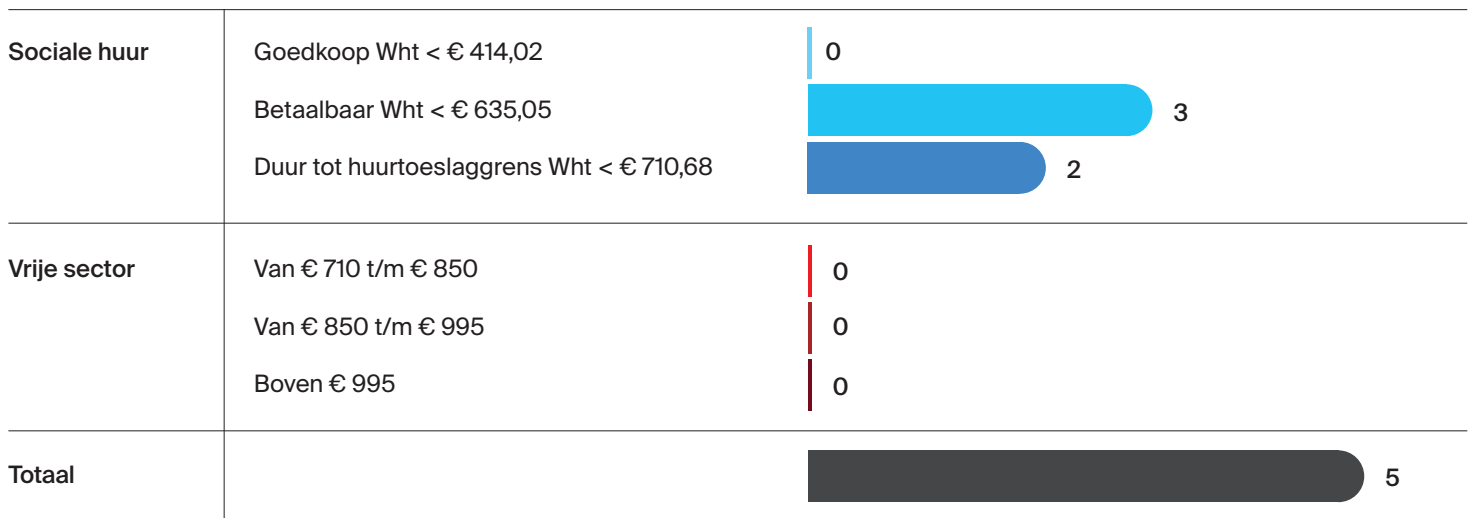 Sociale huur
Goedkoop Wht < € 414,02 0
Betaalbaar Wht < € 635,05 3
Duur tot huurtoeslaggrens Wht < € 710,68 2
Vrije sector
Van € 710 t/m € 850 0
Van € 850 t/m € 995 0
Boven € 995 0
Totaal 5